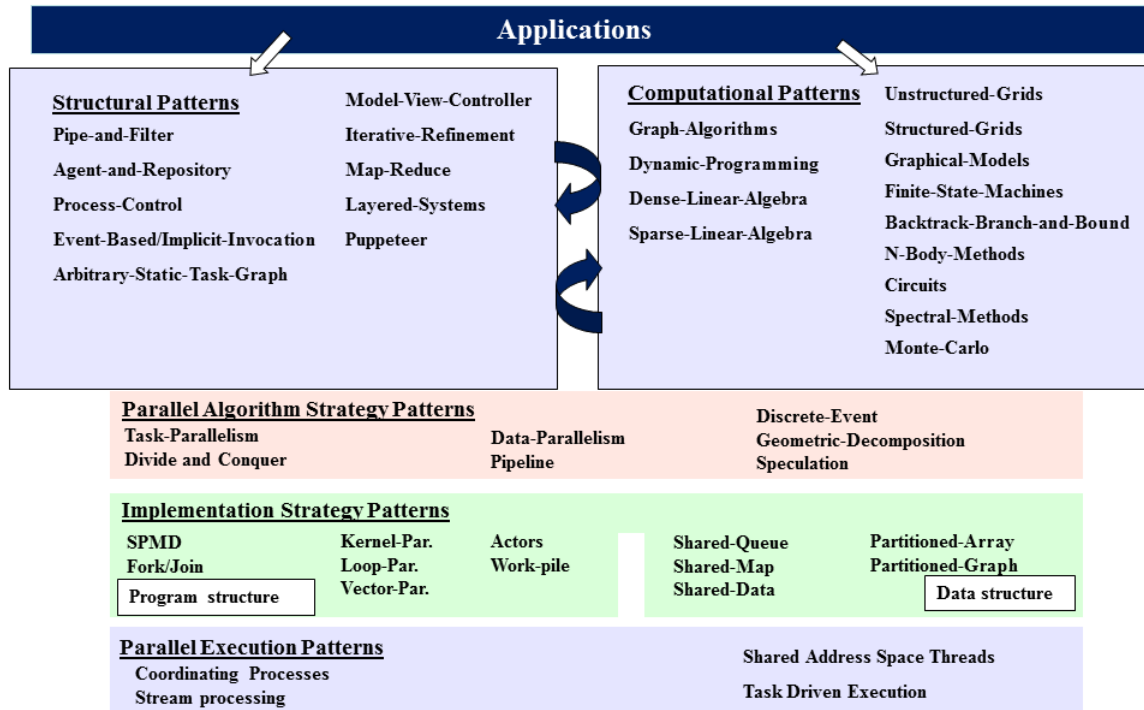 Applications
Structural Patterns
Pipe-and-Filter
Agent-and-Repository
Process-Control
Event-Based/Implicit-Invocation
Arbitrary-Static-Task-Graph
Model-View-Controller
Iterative-Refinement
Map-Reduce
Layered-Systems
Puppeteer
Computational Patterns
Graph-Algorithms
Dynamic-Programming
Dense-Linear-Algebra
Sparse-Linear-Algebra
Unstructured-Grids
Structured-Grids
Graphical-Models
Finite-State-Machines
Backtrack-Branch-and-Bound
N-Body-Methods
Circuits
Spectral-Methods
Monte-Carlo
Parallel Algorithm Strategy Patterns
Task-Parallelism
Divide and Conquer
Data-Parallelism
Pipeline
Discrete-Event
Geometric-Decomposition
Speculation
Implementation Strategy Patterns
SPMD
Fork/Join
Program structure
Kernel-Par.
Loop-Par.
Vector-Par.
Actors
Work-pile
Shared-Queue
Shared-Map
Shared-Data
Partitioned-Array
Partitioned-Graph
Data structure
Parallel Execution Patterns
Coordinating Processes
Stream processing
Shared Address Space Threads
Task Driven Execution